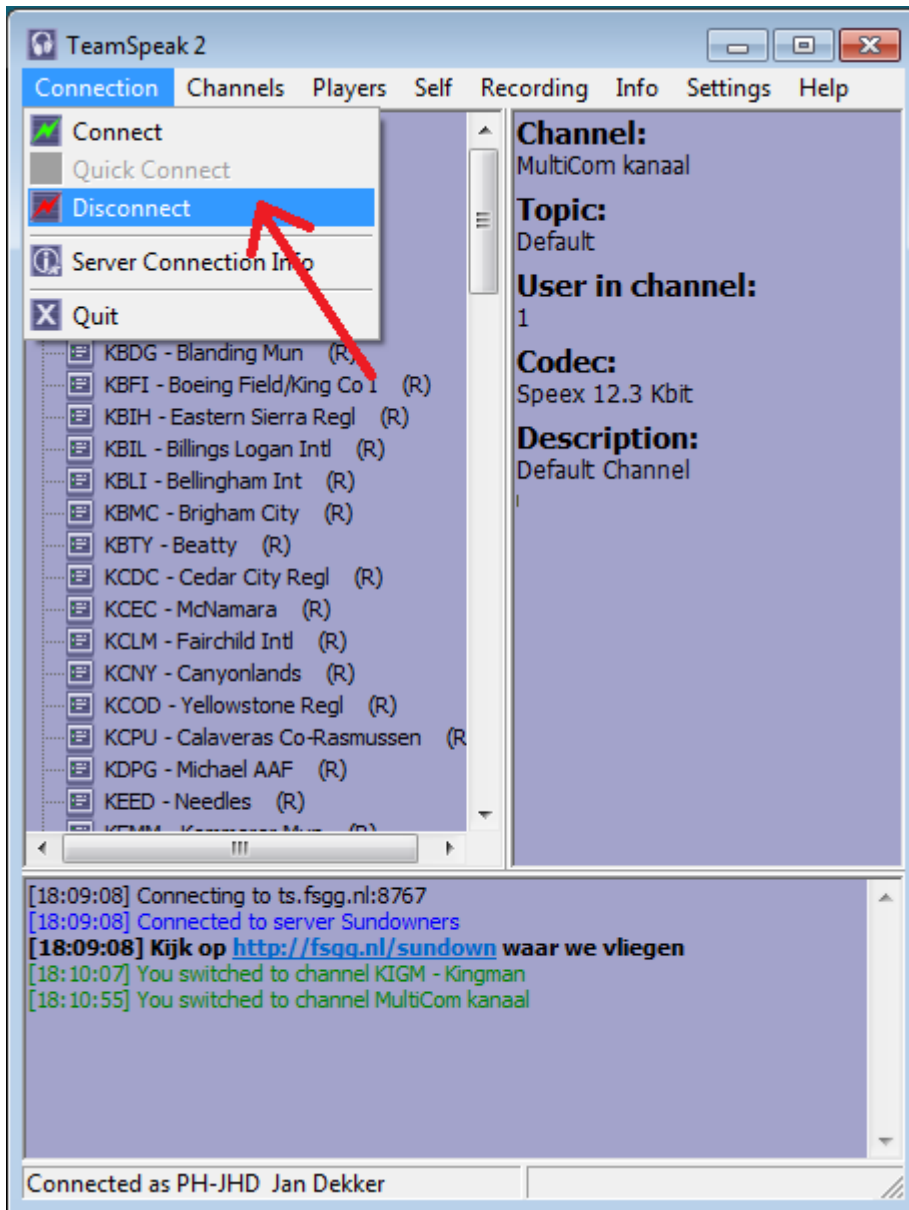 TeamSpeak 2
Connection Channels Players Self Recording Info Settings Help
Connect
Quick Connect
Disconnect
Server Connection Info
Quit
KBDG - Blanding Mun (R)
KBFI - Boeing Field/King Co I (R)
KBIH - Eastern Sierra Regl (R)
KBIL - Billings Logan Intl (R)
KBLI - Bellingham Int (R)
KBMC - Brigham City (R)
KBTY - Beatty (R)
KCDC - Cedar City Regl (R)
KCEC - McNamara (R)
KCLM - Fairchild Intl (R)
KCNY - Canyonlands (R)
KCOD - Yellowstone Regl (R)
KCPU - Calaveras Co-Rasmussen (R
KDPG - Michael AAF (R)
KEED - Needles (R)
Channel:
MultiCom kanaal
Topic:
Default
User in channel:
1
Codec:
Speex 12.3 Kbit
Description:
Default Channel
[18:09:08] Connecting to ts.fsgg.nl:8767
[18:09:08] Connected to server Sundowners
[18:09:08] Kijk op http://fsgg.nl/sundown waar we vliegen
[18:10:07] You switched to channel KIGM - Kingman
[18:10:55] You switched to channel MultiCom kanaal
Connected as PH-JHD Jan Dekker